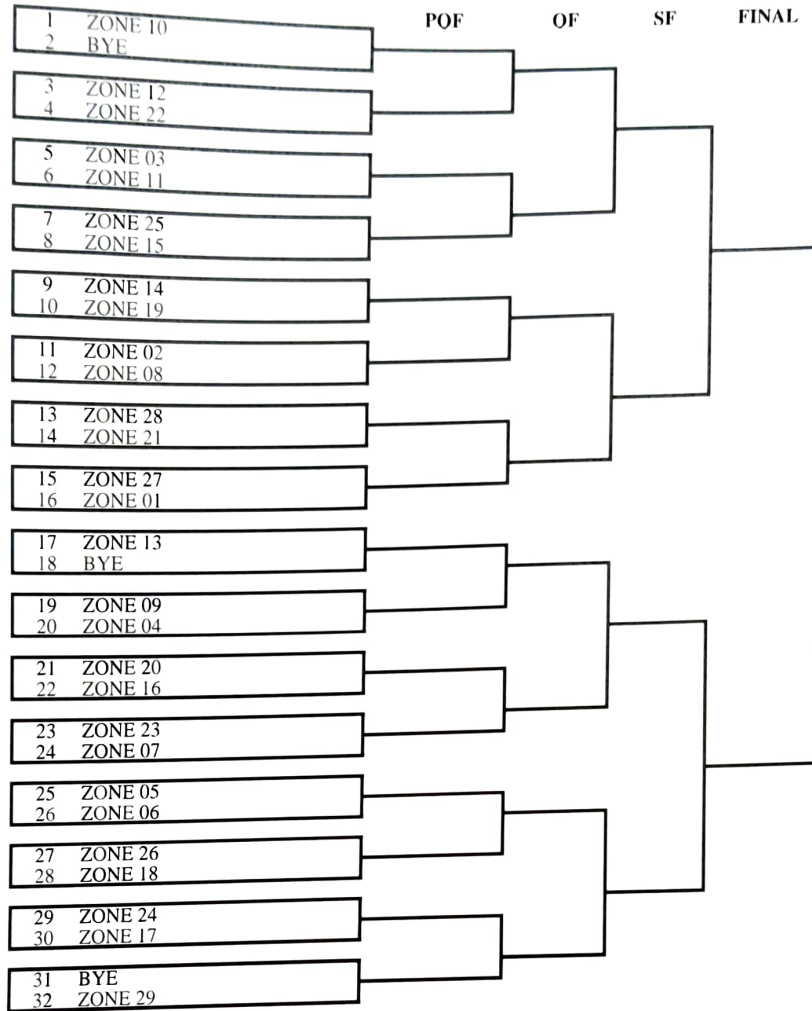 PQF QF SF FINAL
1 ZONE 10
2 BYE
3 ZONE 12
4 ZONE 22
5 ZONE 03
6 ZONE 11
7 ZONE 25
8 ZONE 15
9 ZONE 14
10 ZONE 19
11 ZONE 02
12 ZONE 08
13 ZONE 28
14 ZONE 21
15 ZONE 27
16 ZONE 01
17 ZONE 13
18 BYE
19 ZONE 09
20 ZONE 04
21 ZONE 20
22 ZONE 16
23 ZONE 23
24 ZONE 07
25 ZONE 05
26 ZONE 06
27 ZONE 26
28 ZONE 18
29 ZONE 24
30 ZONE 17
31 BYE
32 ZONE 29